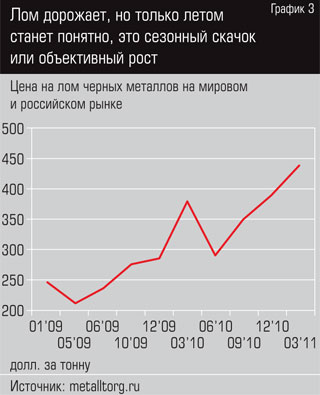 График 3
Лом дорожает, но только летом
станет понятно, это сезонный скачок
или объективный рост
Цена на лом черных металлов на мировом
и российском рынке
500
450
400
350
300
250
200
01'09 06'09 12'09 06'10 12'10
05'09 10'09 03'10 09'10 03'11
долл. за тонну
Источник: metalltorg.ru